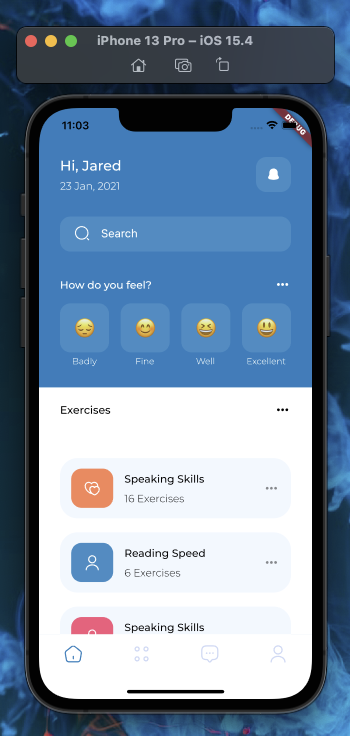 iPhone 13 Pro – iOS 15.4
11:03
DEBUG
Hi, Jared
23 Jan, 2021
Search
How do you feel?
Badly Fine Well Excellent
Exercises
Speaking Skills
16 Exercises
Reading Speed
6 Exercises
Speaking Skills